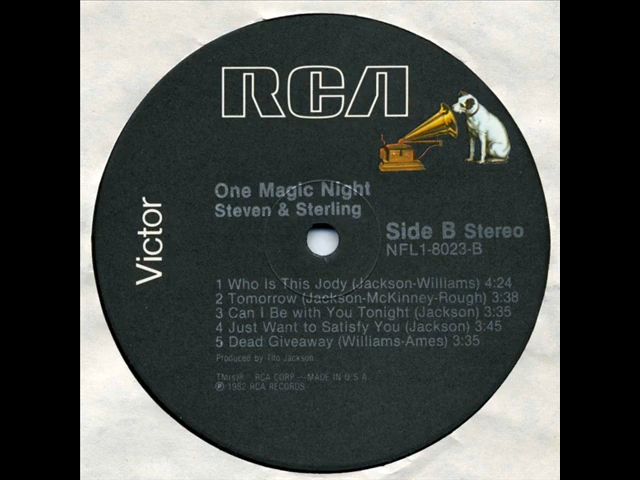 RCA
Victor
One Magic Night
Steven & Sterling
Side B Stereo
NFL1-8023-B
1 Who Is This Jody (Jackson-Williams) 4:24
2 Tomorrow (Jackson-McKinney-Rough) 3:38
3 Can I Be with You Tonight (Jackson) 3:35
4 Just Want to Satisfy You (Jackson) 3:45
5 Dead Giveaway (Williams-Ames) 3:35
Produced by Tito Jackson
TM(s)® RCA CORP.—MADE IN U.S.A.
℗ 1982 RCA RECORDS